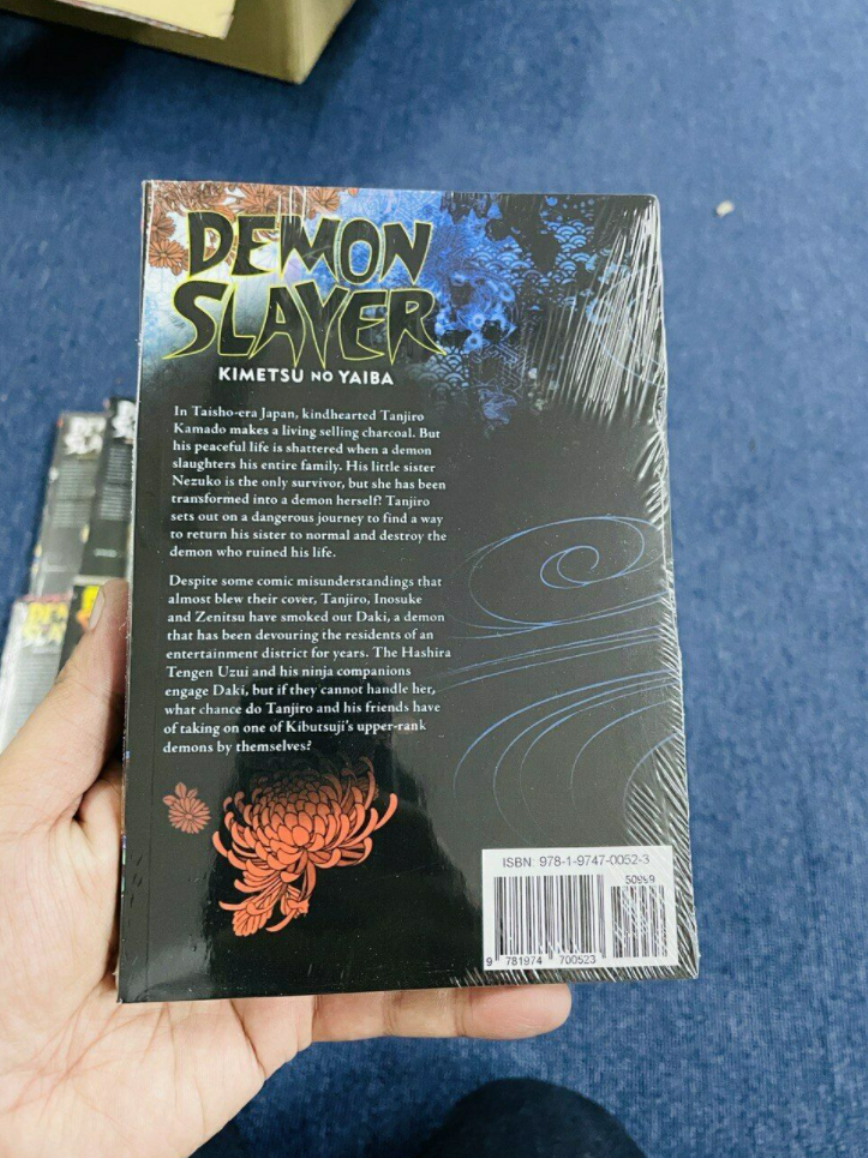 DEMON
SLAYER
KIMETSU NO YAIBA
In Taisho-era Japan, kindhearted Tanjiro
Kamado makes a living selling charcoal. But
his peaceful life is shattered when a demon
slaughters his entire family. His little sister
Nezuko is the only survivor, but she has been
transformed into a demon herself! Tanjiro
sets out on a dangerous journey to find a way
to return his sister to normal and destroy the
demon who ruined his life.
Despite some comic misunderstandings that
almost blew their cover, Tanjiro, Inosuke
and Zenitsu have smoked out Daki, a demon
that has been devouring the residents of an
entertainment district for years. The Hashira
Tengen Uzui and his ninja companions
engage Daki, but if they cannot handle her,
what chance do Tanjiro and his friends have
of taking on one of Kibutsuji's upper-rank
demons by themselves?
ISBN: 978-1-9747-0052-3
50999
9 781974 700523